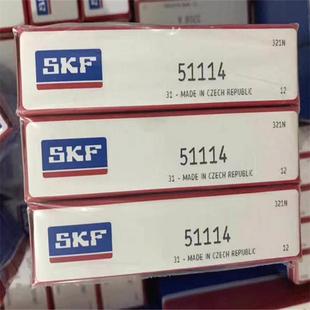 321N
SKF
51114
31 - MADE IN CZECH REPUBLIC
12
321N
SKF
51114
31 - MADE IN CZECH REPUBLIC
12
321N
SKF
51114
31 - MADE IN CZECH REPUBLIC
12